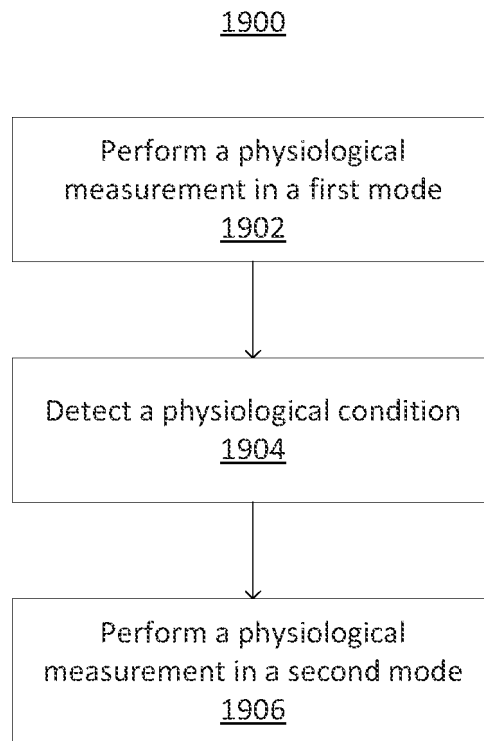 1900
Perform a physiological
measurement in a first mode
1902
Detect a physiological condition
1904
Perform a physiological
measurement in a second mode
1906